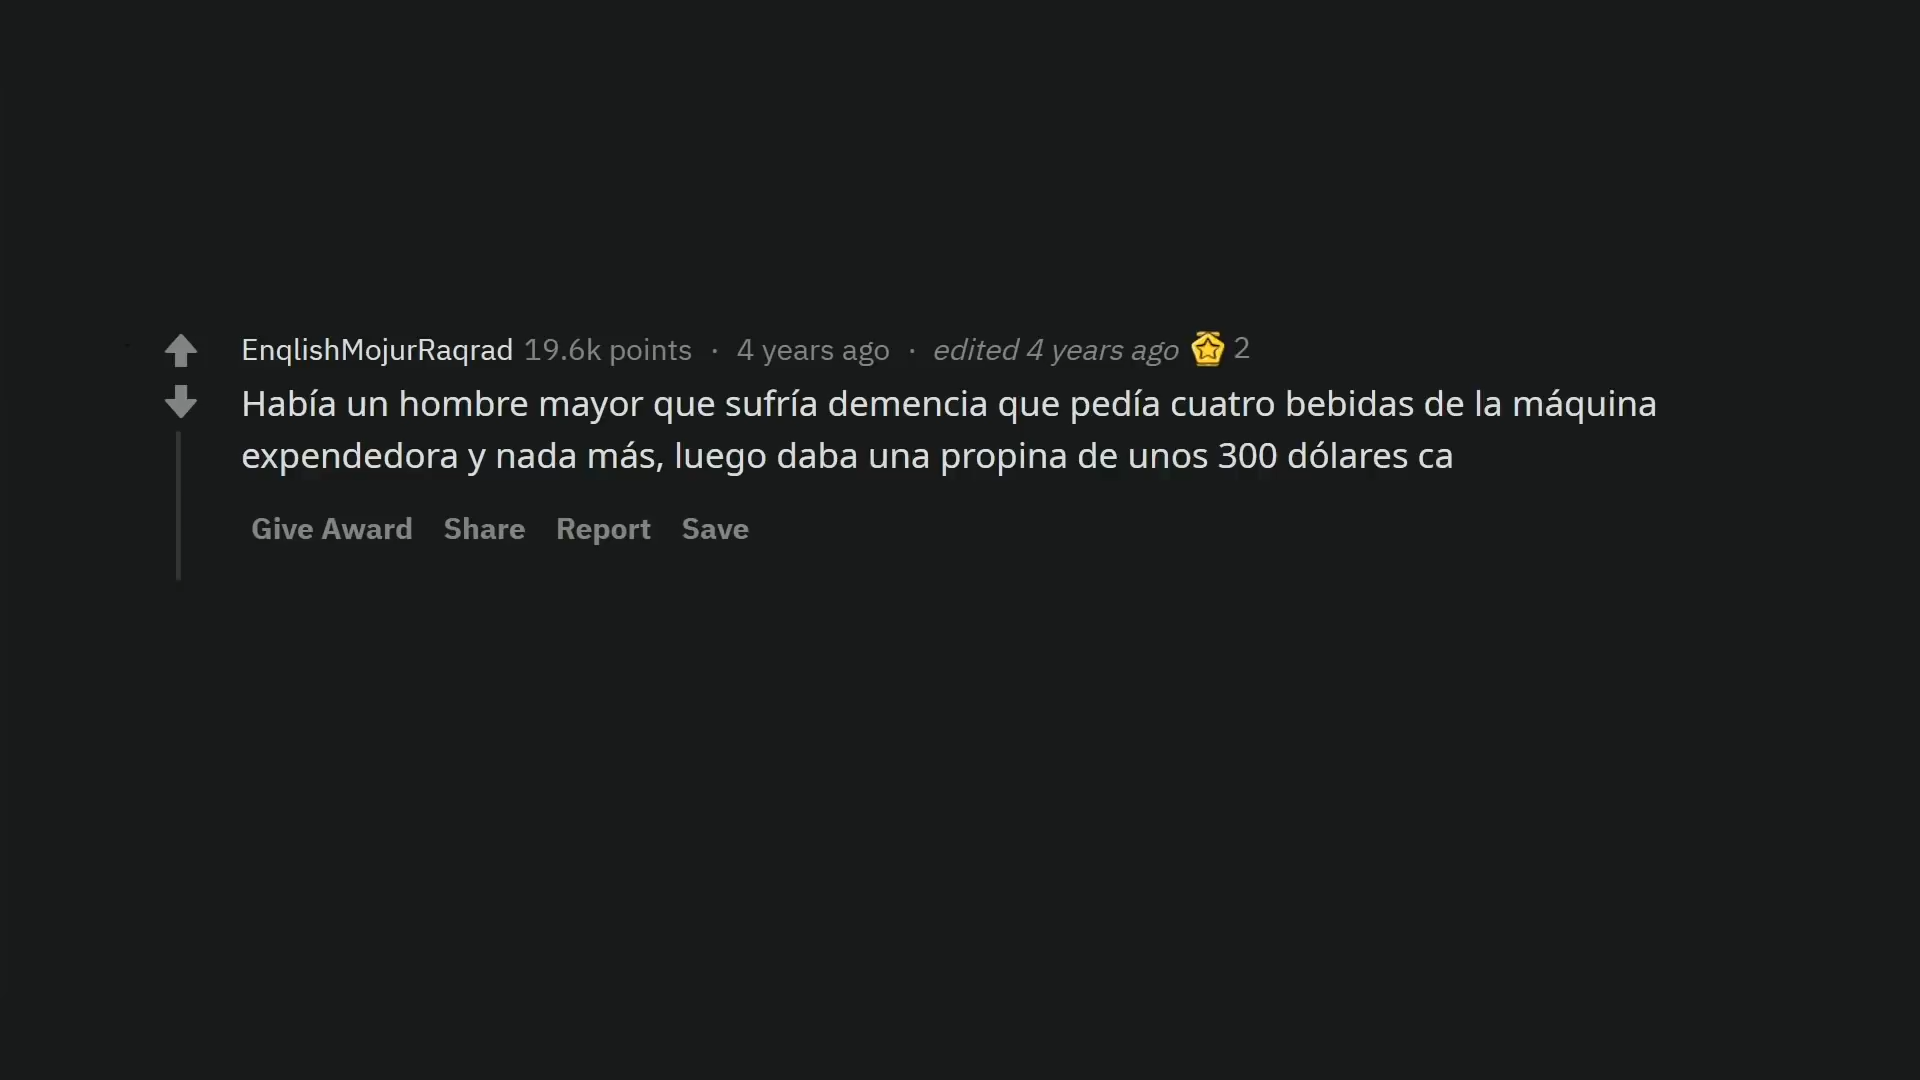 EnqlishMojurRaqrad 19.6k points · 4 years ago · edited 4 years ago 2
Había un hombre mayor que sufría demencia que pedía cuatro bebidas de la máquina
expendedora y nada más, luego daba una propina de unos 300 dólares ca
Give Award Share Report Save